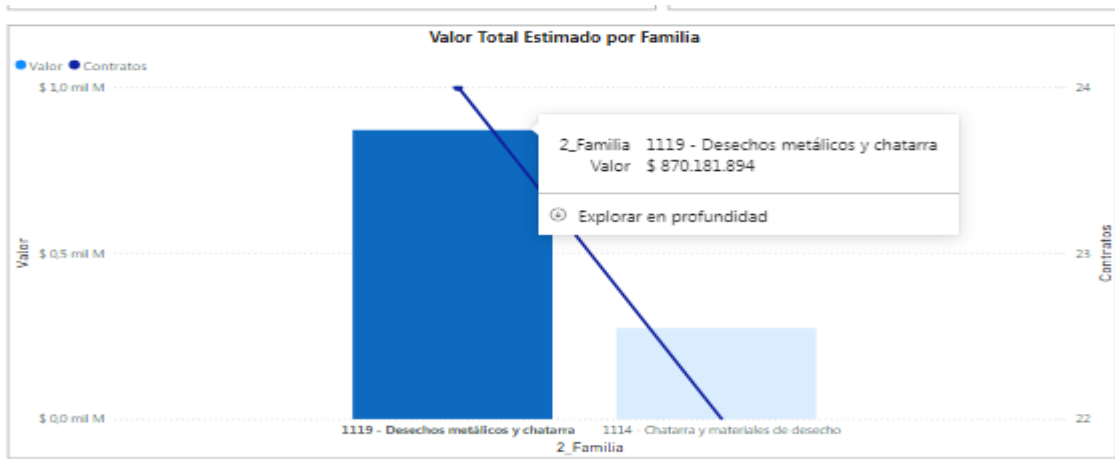 Valor Total Estimado por Familia
Valor Contratos
$ 1,0 mil M
24
2_Familia 1119 - Desechos metálicos y chatarra
Valor $ 870.181.894
Explorar en profundidad
Valor
$ 0,5 mil M
23
Contratos
$ 0,0 mil M
22
1119 - Desechos metálicos y chatarra
1114 - Chatarra y materiales de desecho
2_Familia